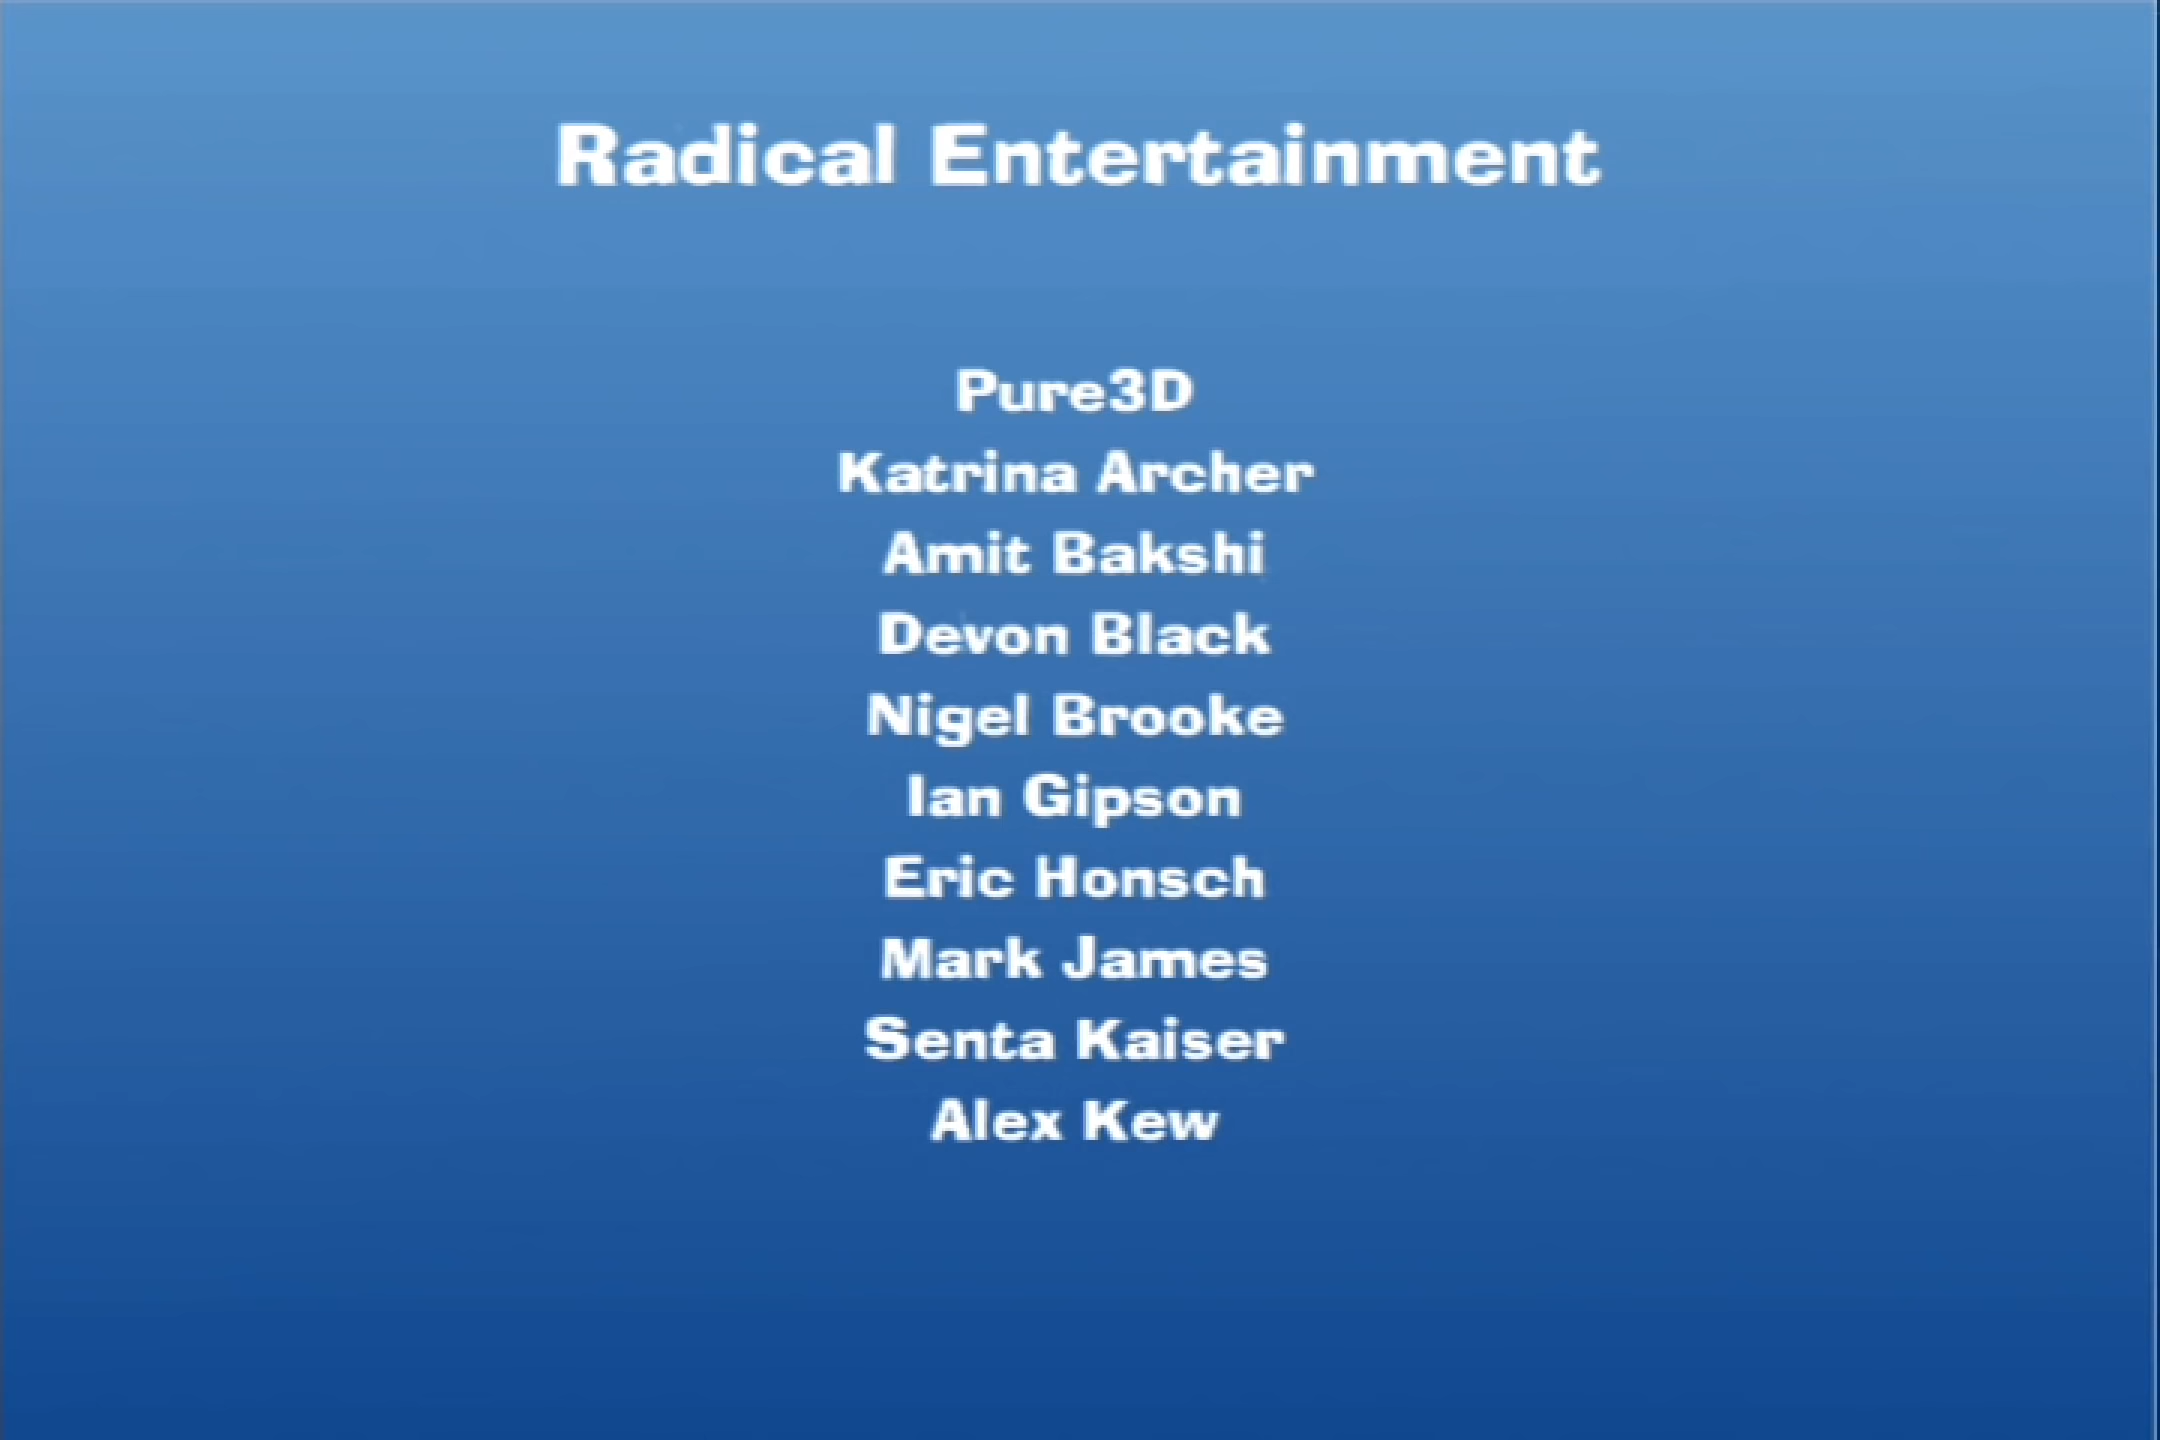 Radical Entertainment
Pure3D
Katrina Archer
Amit Bakshi
Devon Black
Nigel Brooke
Ian Gipson
Eric Honsch
Mark James
Senta Kaiser
Alex Kew